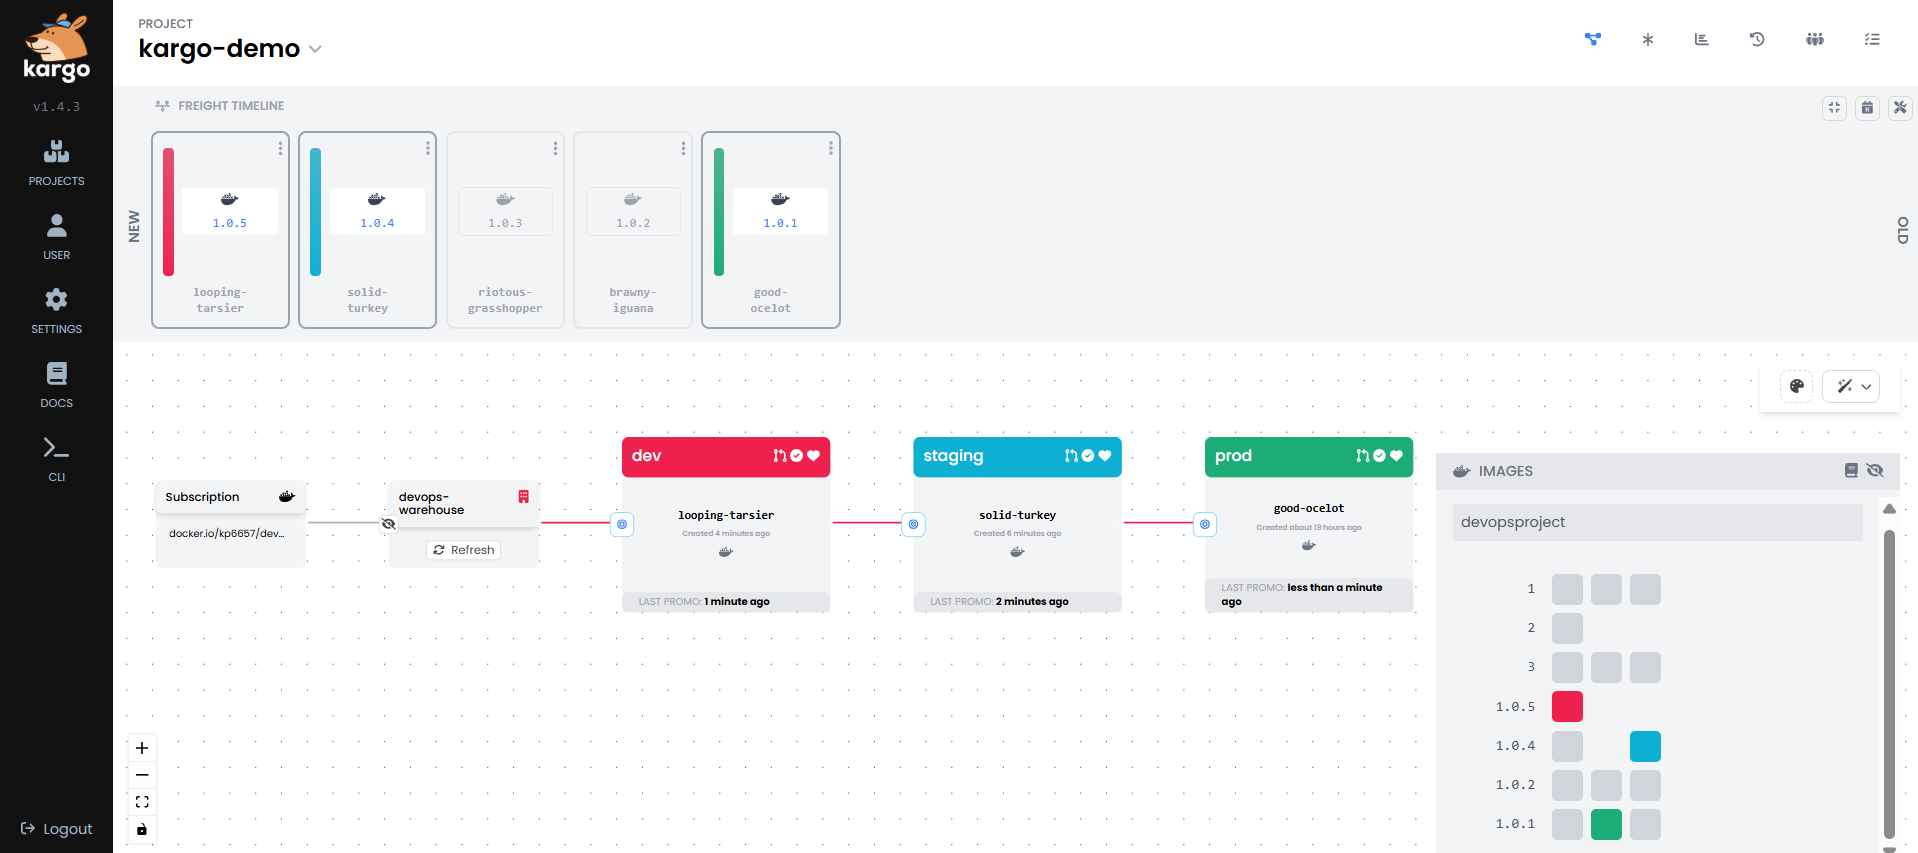 kargo
v1.4.3
PROJECTS
USER
SETTINGS
DOCS
CLI
Logout
PROJECT
kargo-demo
FREIGHT TIMELINE
NEW
1.0.5
looping-
tarsier
1.0.4
solid-
turkey
1.0.3
riotous-
grasshopper
1.0.2
brawny-
iguana
1.0.1
good-
ocelot
OLD
Subscription
docker.io/kp6657/dev...
devops-
warehouse
Refresh
dev
looping-tarsier
Created 4 minutes ago
LAST PROMO: 1 minute ago
staging
solid-turkey
Created 6 minutes ago
LAST PROMO: 2 minutes ago
prod
good-ocelot
Created about 19 hours ago
LAST PROMO: less than a minute
ago
IMAGES
devopsproject
1
2
3
1.0.5
1.0.4
1.0.2
1.0.1